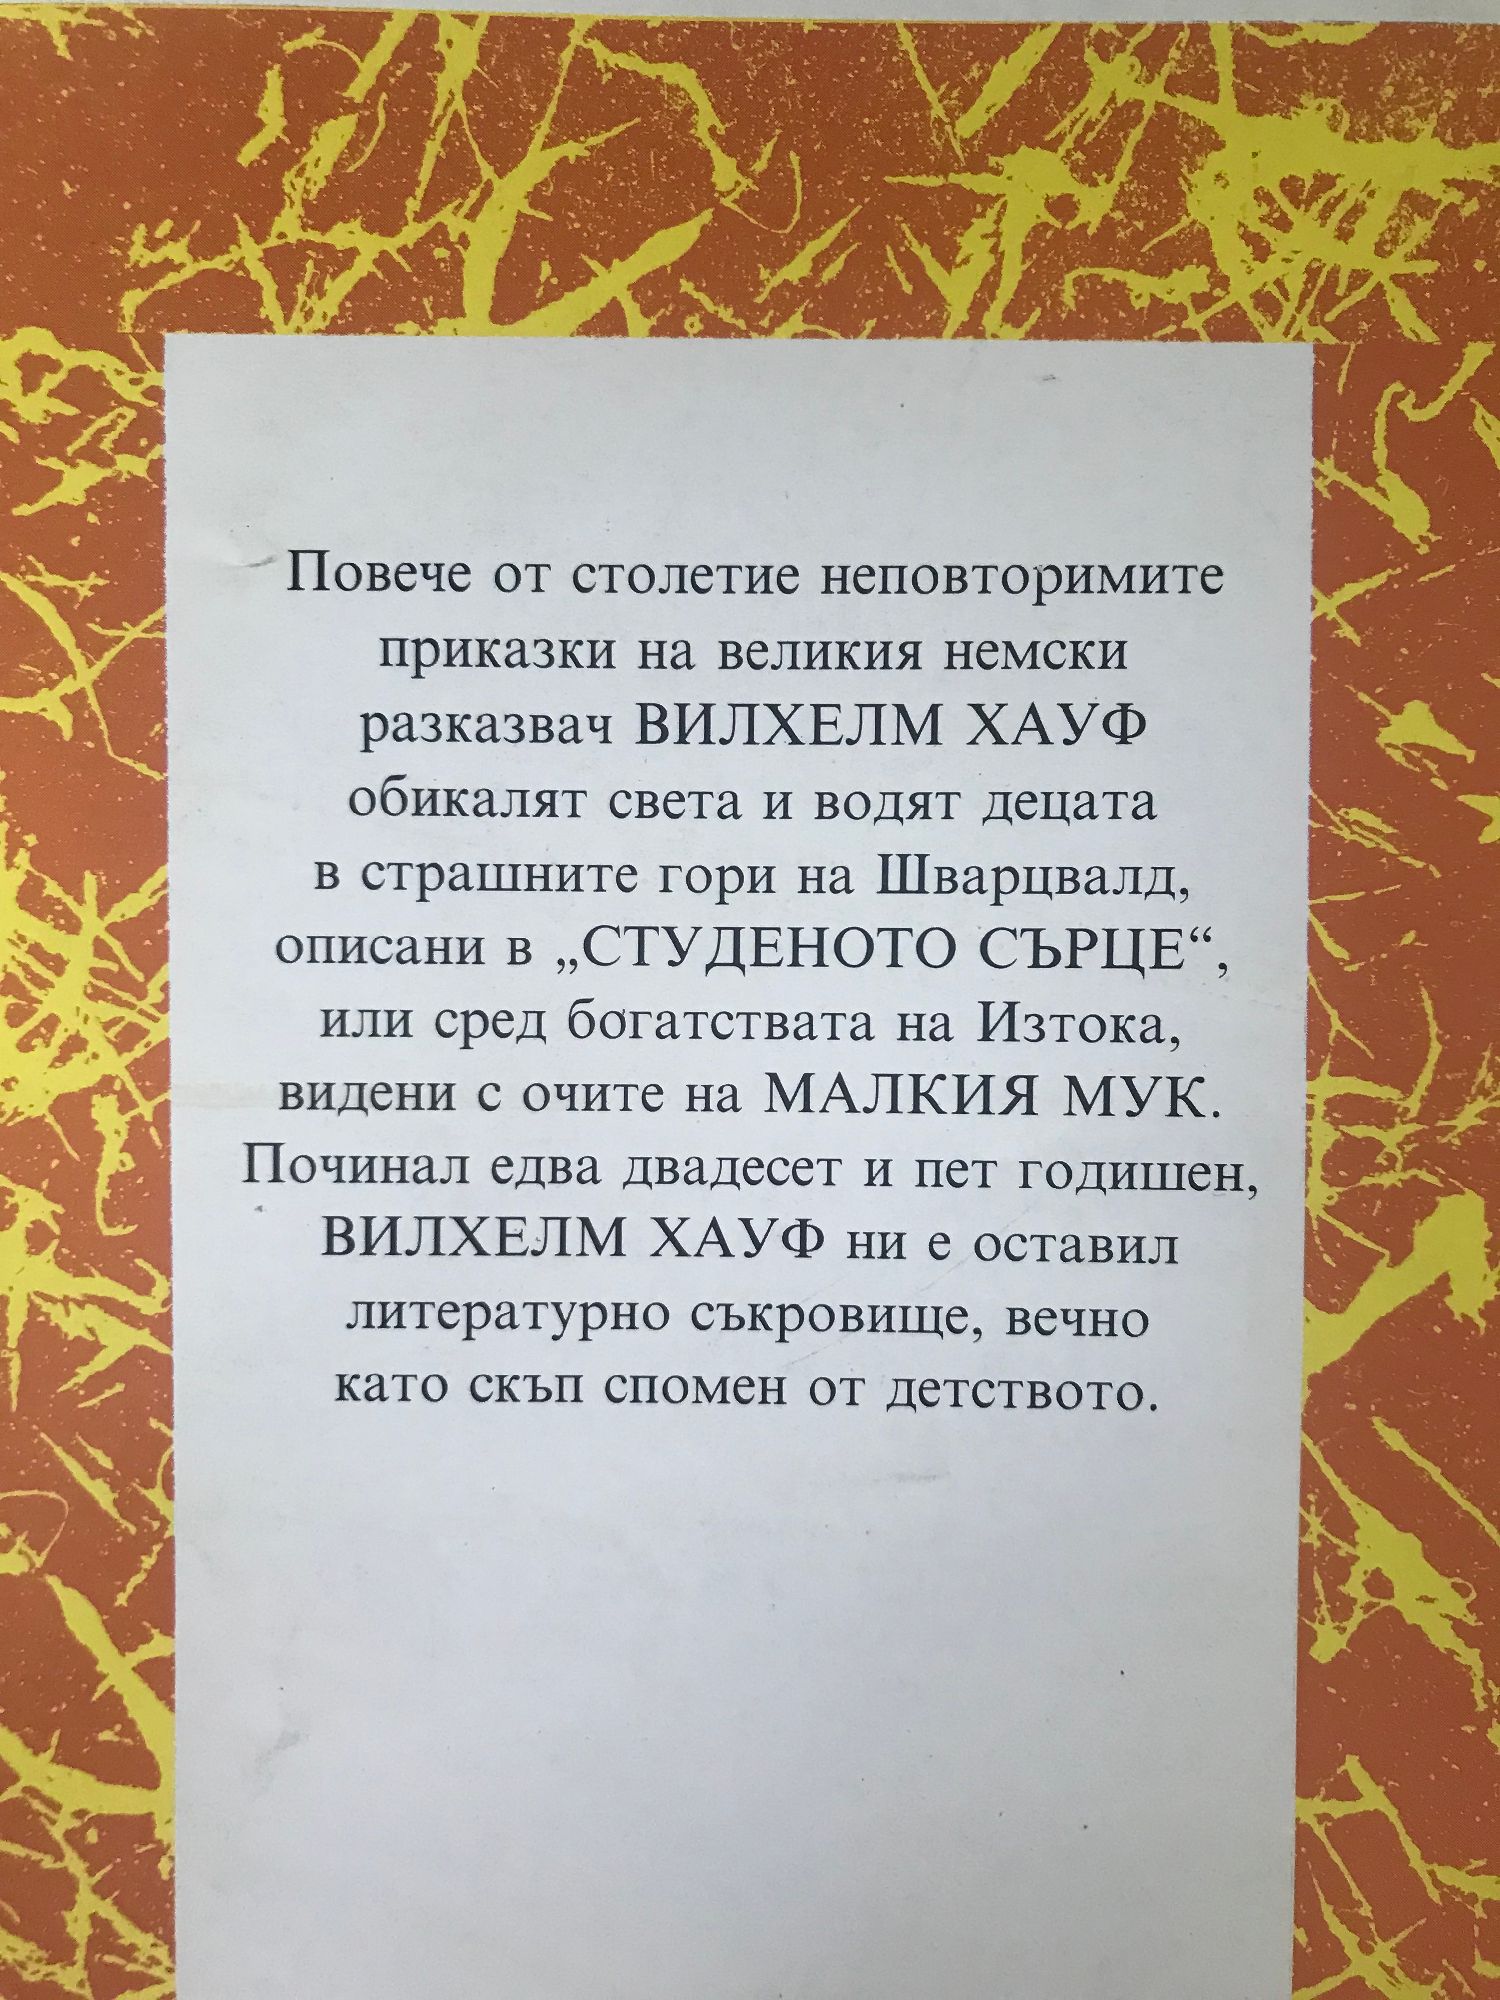 Повече от столетие неповторимите
приказки на великия немски
разказвач ВИЛХЕЛМ ХАУФ
обикалят света и водят децата
в страшните гори на Шварцвалд,
описани в „СТУДЕНОТО СЪРЦЕ“,
или сред богатствата на Изтока,
видени с очите на МАЛКИЯ МУК.
Починал едва двадесет и пет годишен,
ВИЛХЕЛМ ХАУФ ни е оставил
литературно съкровище, вечно
като скъп спомен от детството.